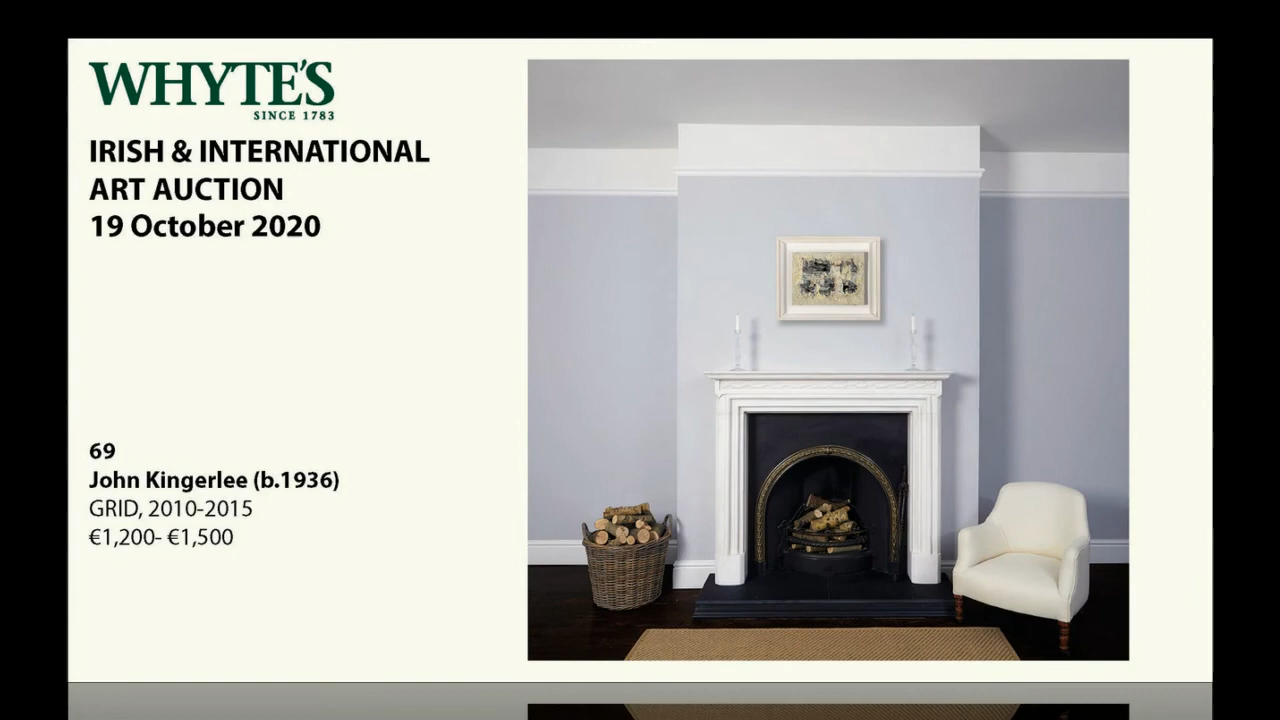 WHYTE'S
SINCE 1783
IRISH & INTERNATIONAL
ART AUCTION
19 October 2020
69
John Kingerlee (b.1936)
GRID, 2010-2015
€1,200- €1,500